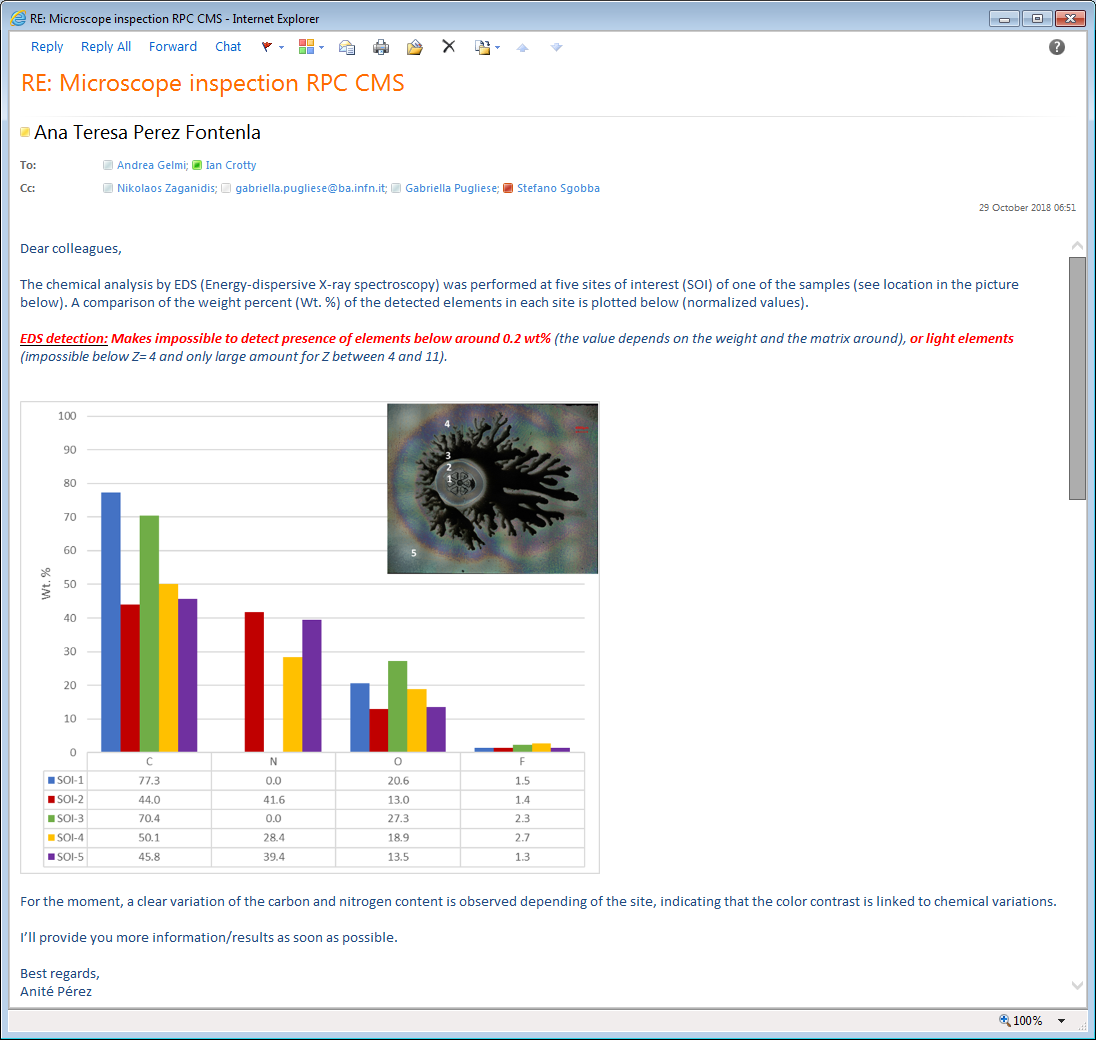 RE: Microscope inspection RPC CMS - Internet Explorer
Reply Reply All Forward Chat
RE: Microscope inspection RPC CMS
Ana Teresa Perez Fontenla
To: Andrea Gelmi; Ian Crotty
Cc: Nikolaos Zaganidis; gabriella.pugliese@ba.infn.it; Gabriella Pugliese; Stefano Sgobba
29 October 2018 06:51
Dear colleagues,
The chemical analysis by EDS (Energy-dispersive X-ray spectroscopy) was performed at five sites of interest (SOI) of one of the samples (see location in the picture
below). A comparison of the weight percent (Wt. %) of the detected elements in each site is plotted below (normalized values).
EDS detection: Makes impossible to detect presence of elements below around 0.2 wt% (the value depends on the weight and the matrix around), or light elements
(impossible below Z= 4 and only large amount for Z between 4 and 11).
100
90
80
70
60
50
40
30
20
10
0
Wt. %
4
3
2
1
5
C N O F
SOI-1 77.3 0.0 20.6 1.5
SOI-2 44.0 41.6 13.0 1.4
SOI-3 70.4 0.0 27.3 2.3
SOI-4 50.1 28.4 18.9 2.7
SOI-5 45.8 39.4 13.5 1.3
For the moment, a clear variation of the carbon and nitrogen content is observed depending of the site, indicating that the color contrast is linked to chemical variations.
I'll provide you more information/results as soon as possible.
Best regards,
Anité Pérez
100%